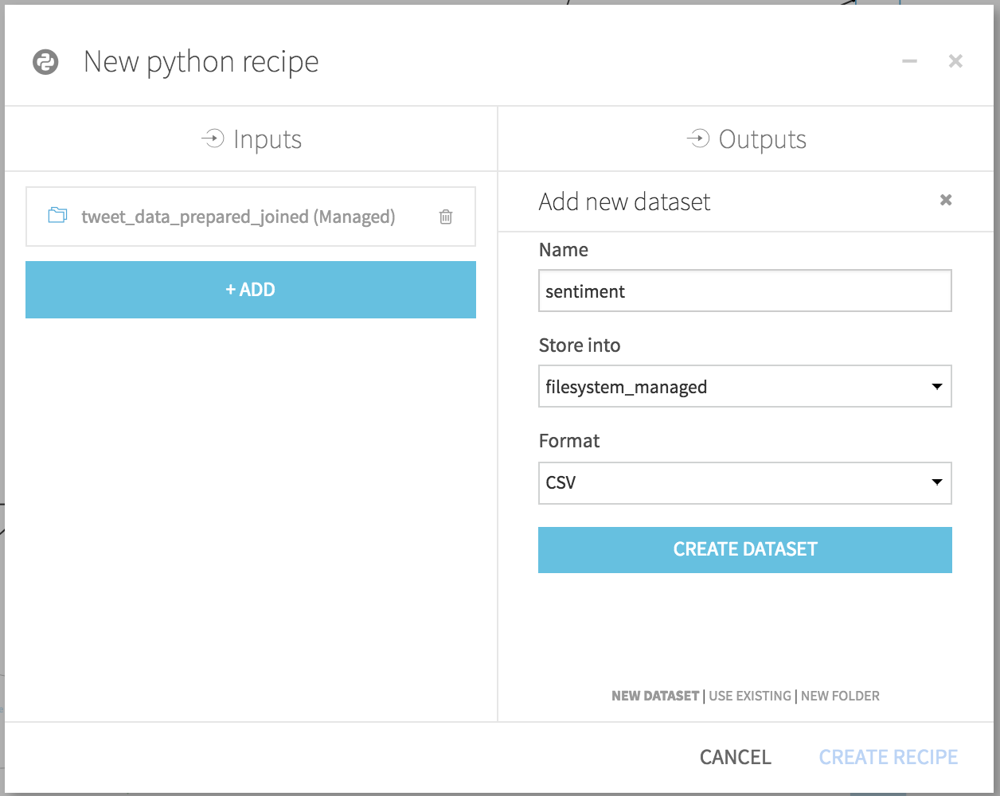 New python recipe
Inputs
Outputs
tweet_data_prepared_joined (Managed)
+ ADD
Add new dataset
Name
sentiment
Store into
filesystem_managed
Format
CSV
CREATE DATASET
NEW DATASET | USE EXISTING | NEW FOLDER
CANCEL
CREATE RECIPE